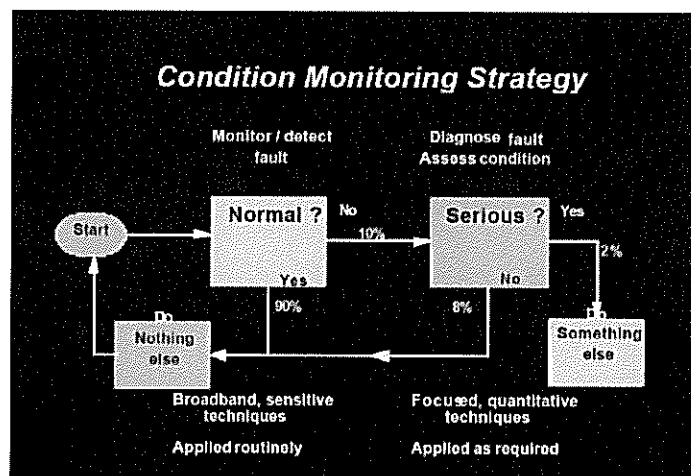 Condition Monitoring Strategy
Monitor / detect
fault
Diagnose fault
Assess condition
Start
Normal ?
No
10%
Serious ?
Yes
2%
Yes
90%
No
8%
Do
Nothing
else
Do
Something
else
Broadband, sensitive
techniques
Focused, quantitative
techniques
Applied routinely
Applied as required